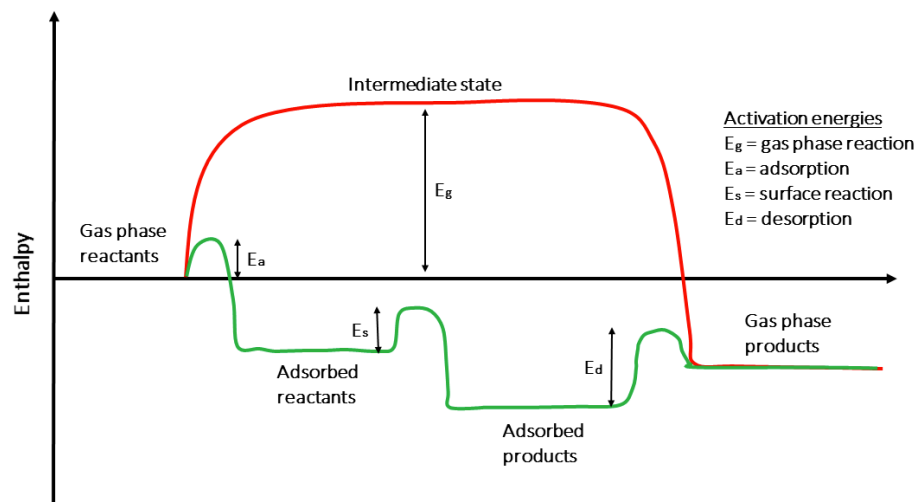 Intermediate state
Activation energies
Eg = gas phase reaction
Ea = adsorption
Es = surface reaction
Ed = desorption
Eg
Gas phase
reactants
Ea
Enthalpy
Es
Adsorbed
reactants
Ed
Adsorbed
products
Gas phase
products